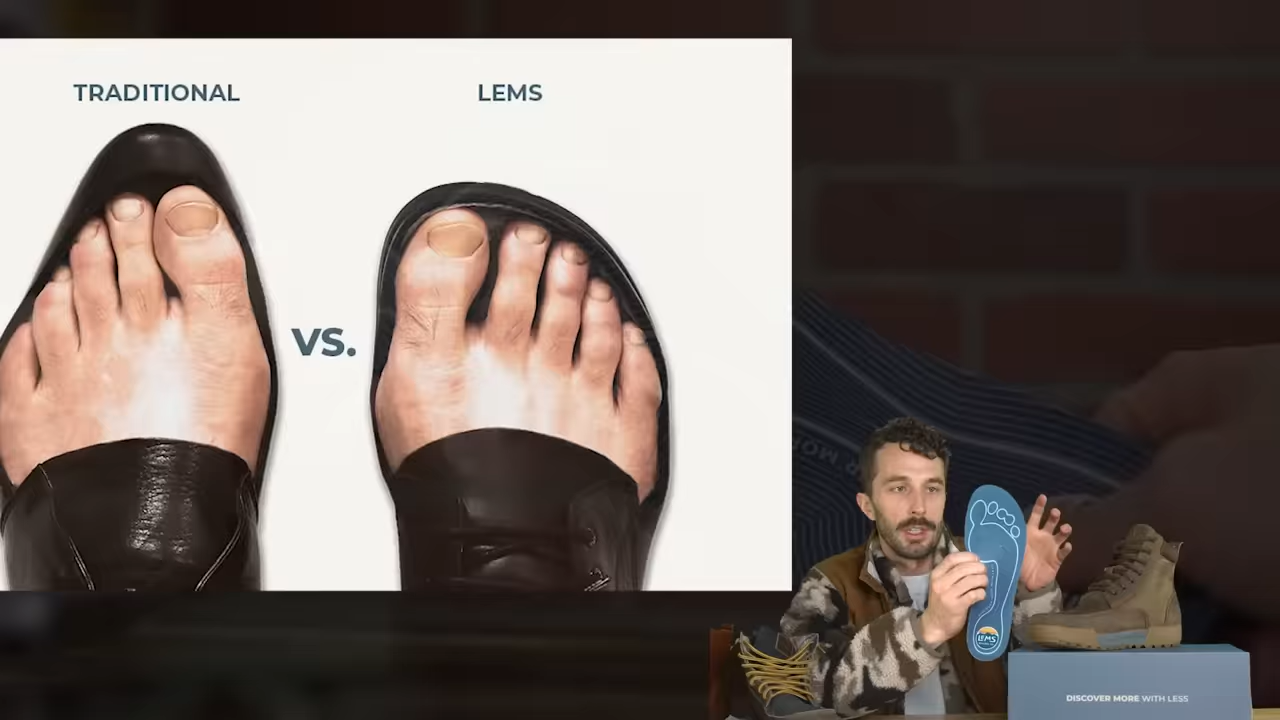 TRADITIONAL
LEMS
VS.
LEMS
DISCOVER MORE WITH LESS